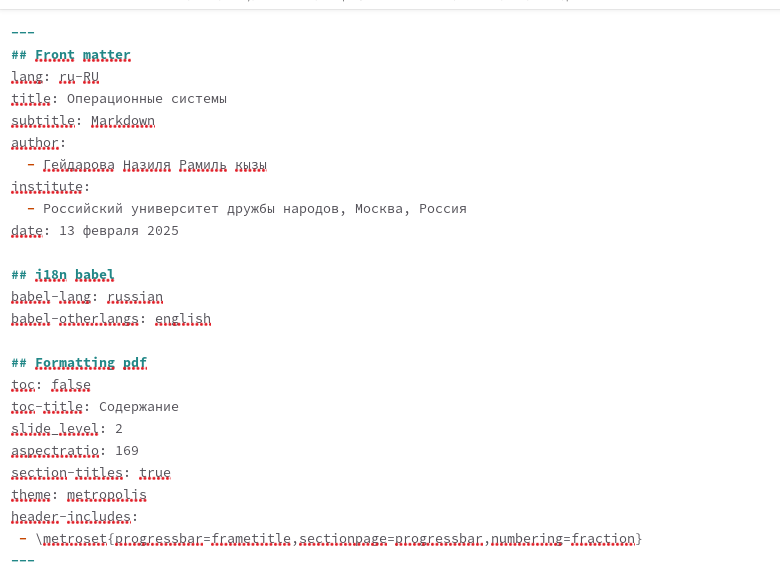 ---
## Front matter
lang: ru-RU
title: Операционные системы
subtitle: Markdown
author:
  - Гейдарова Назиля Рамиль кызы
institute:
  - Российский университет дружбы народов, Москва, Россия
date: 13 февраля 2025
## i18n babel
babel-lang: russian
babel-otherlangs: english
## Formatting pdf
toc: false
toc-title: Содержание
slide_level: 2
aspectratio: 169
section-titles: true
theme: metropolis
header-includes:
 - \metroset{progressbar=frametitle,sectionpage=progressbar,numbering=fraction}
---